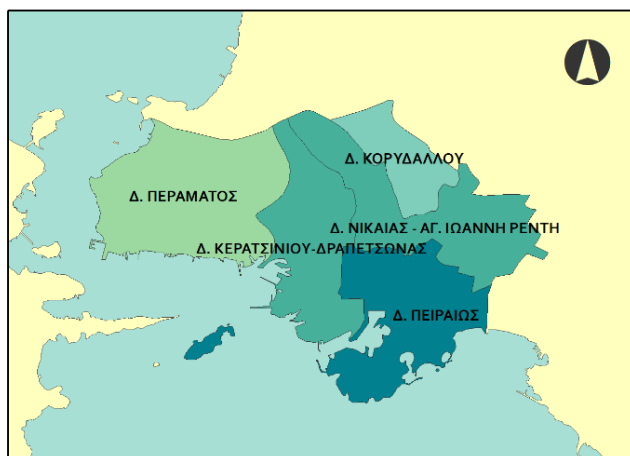 Δ. ΚΟΡΥΔΑΛΛΟΥ
Δ. ΠΕΡΑΜΑΤΟΣ
Δ. ΝΙΚΑΙΑΣ - ΑΓ. ΙΩΑΝΝΗ ΡΕΝΤΗ
Δ. ΚΕΡΑΤΣΙΝΙΟΥ-ΔΡΑΠΕΤΣΩΝΑΣ
Δ. ΠΕΙΡΑΙΩΣ